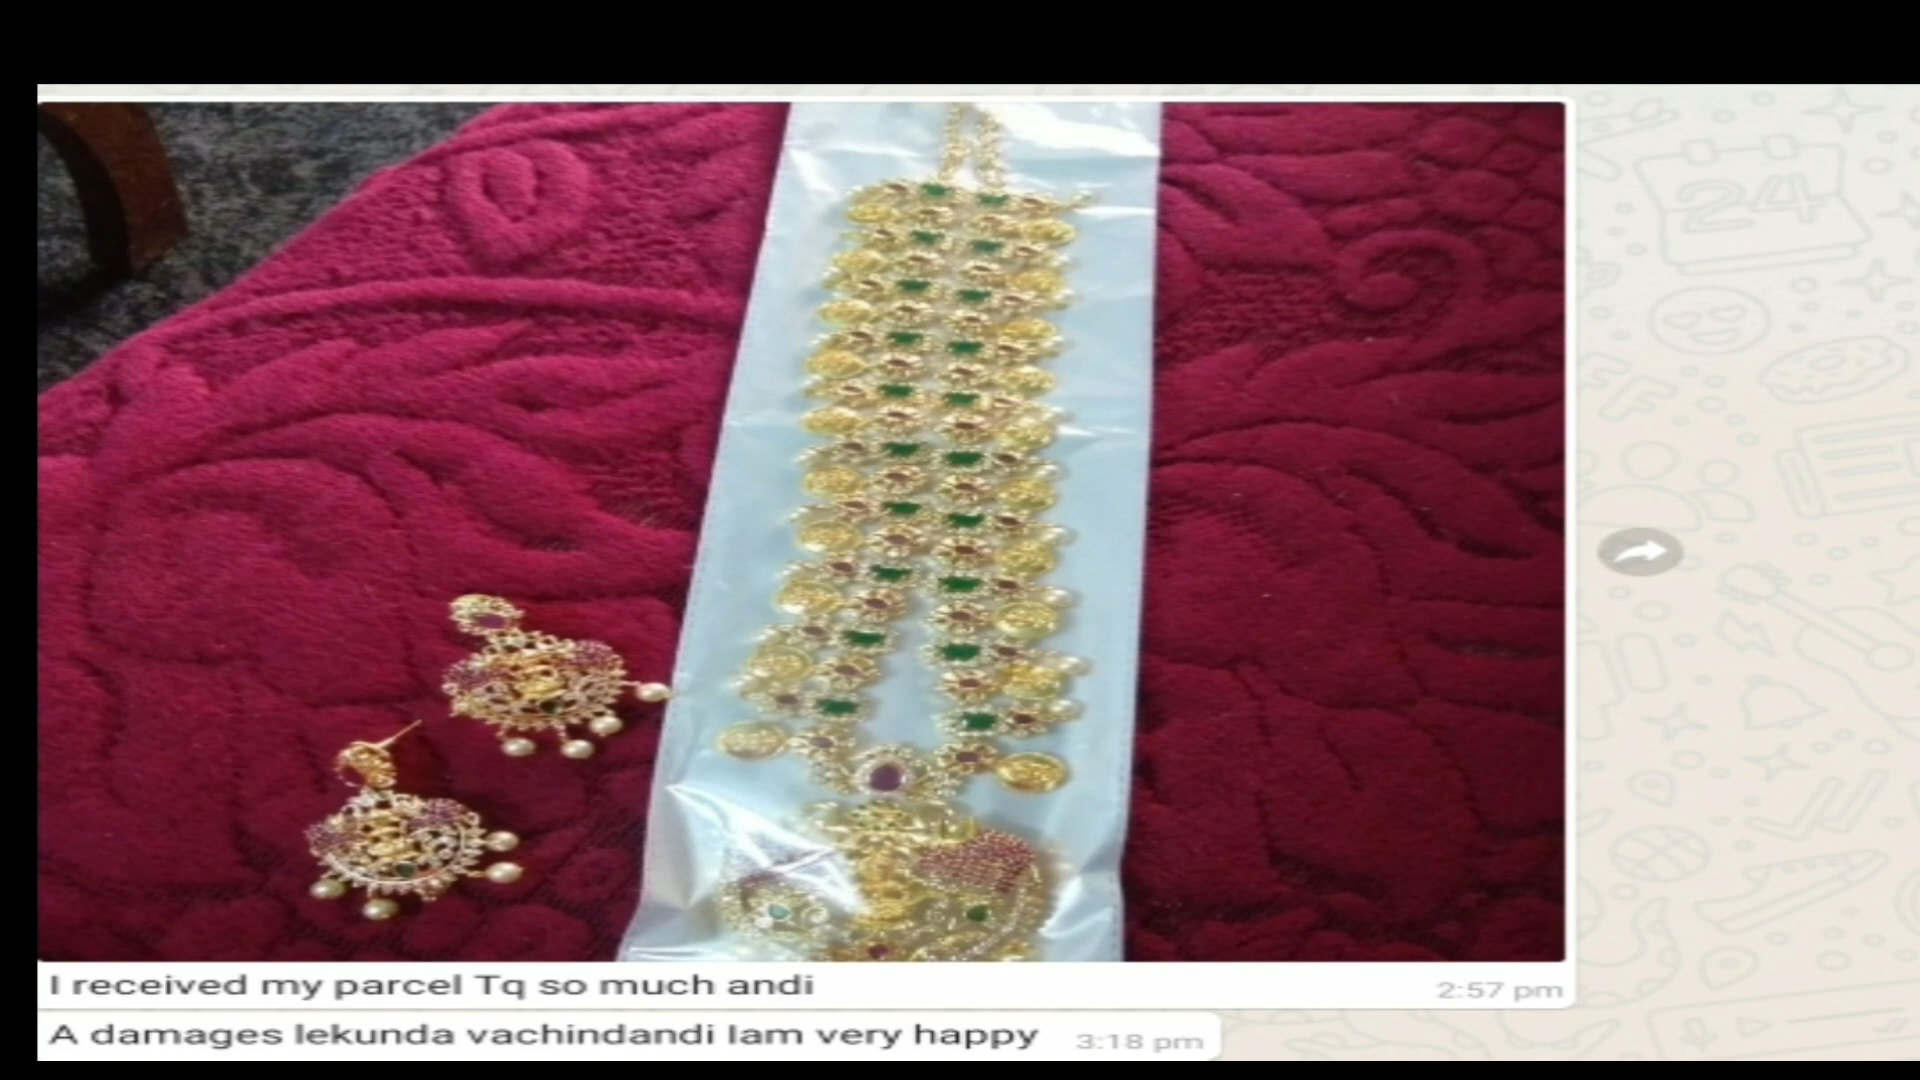 I received my parcel Tq so much andi
2:57 pm
A damages lekunda vachindandi Iam very happy
3:18 pm